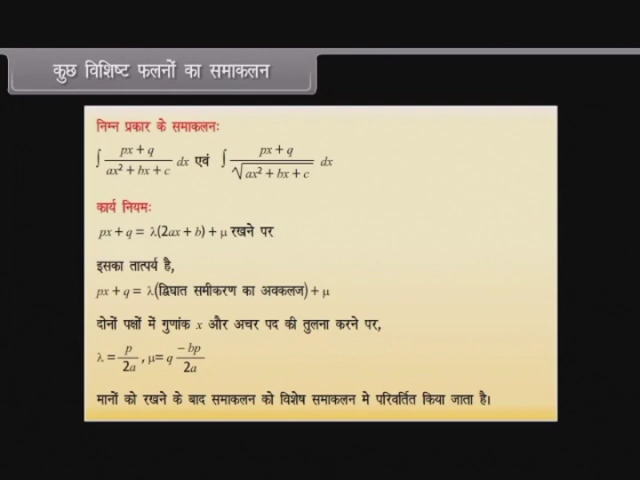 कुछ विशिष्ट फलनों का समाकलन
निम्न प्रकार के समाकलनः
∫ (px + q)/(ax² + bx + c) dx एवं ∫ (px + q)/√(ax² + bx + c) dx
कार्य नियमः
px + q = λ(2ax + b) + μ रखने पर
इसका तात्पर्य है,
px + q = λ(द्विघात समीकरण का अवकलज) + μ
दोनों पक्षों में गुणांक x और अचर पद की तुलना करने पर,
λ = p/2a , μ= q – bp/2a
मानों को रखने के बाद समाकलन को विशेष समाकलन मे परिवर्तित किया जाता है।